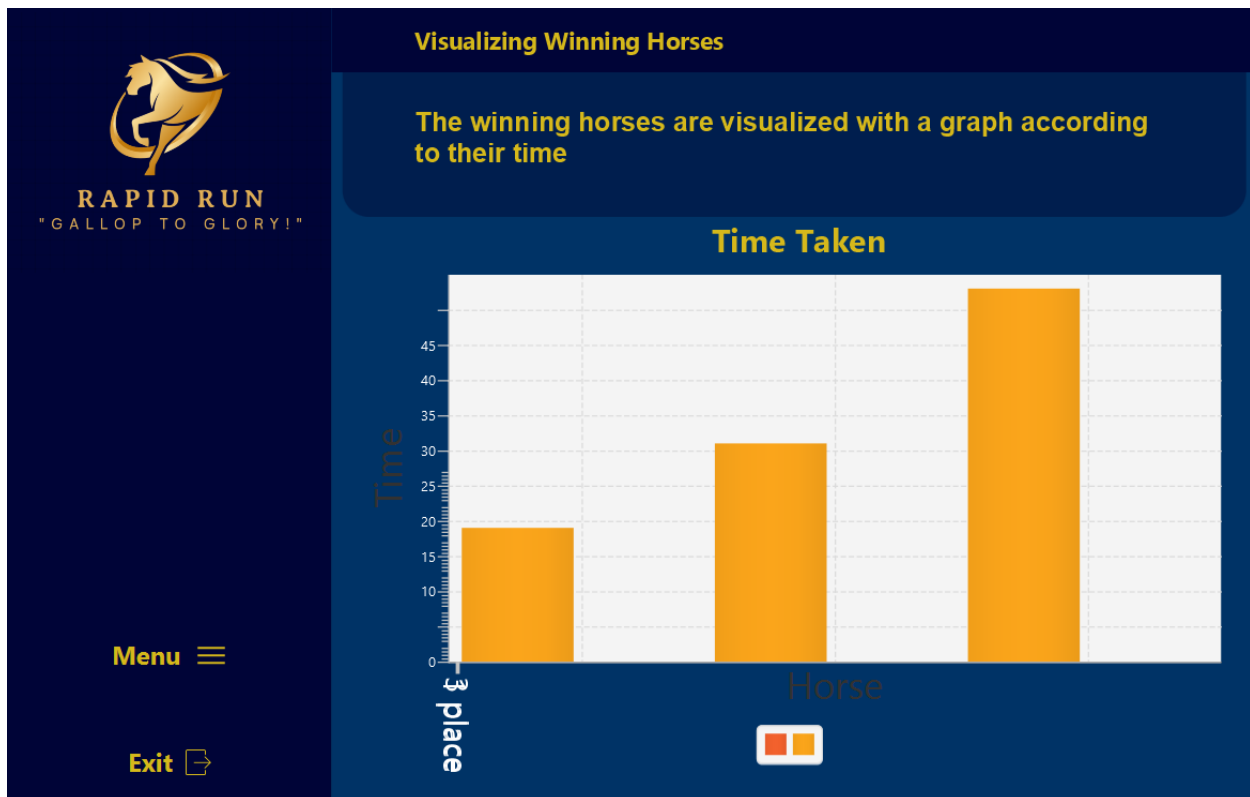 Visualizing Winning Horses
The winning horses are visualized with a graph according
to their time
RAPID RUN
"GALLOP TO GLORY!"
Time Taken
45
40
35
30
25
20
15
10
0
Time
Horse
place
Menu
Exit